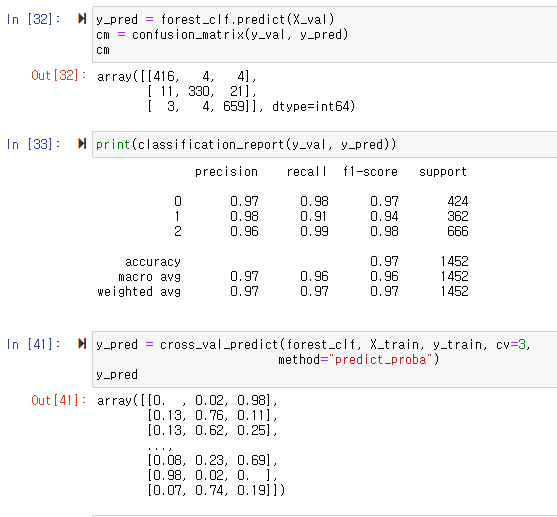 In [32]: y_pred = forest_clf.predict(X_val)
cm = confusion_matrix(y_val, y_pred)
cm
Out[32]: array([[416,   4,   4],
       [ 11, 330,  21],
       [  3,   4, 659]], dtype=int64)
In [33]: print(classification_report(y_val, y_pred))
              precision    recall  f1-score   support
           0       0.97      0.98      0.97       424
           1       0.98      0.91      0.94       362
           2       0.96      0.99      0.98       666
    accuracy                           0.97      1452
   macro avg       0.97      0.96      0.96      1452
weighted avg       0.97      0.97      0.97      1452
In [41]: y_pred = cross_val_predict(forest_clf, X_train, y_train, cv=3,
                           method="predict_proba")
y_pred
Out[41]: array([[0.  , 0.02, 0.98],
       [0.13, 0.76, 0.11],
       [0.13, 0.62, 0.25],
       ...,
       [0.08, 0.23, 0.69],
       [0.98, 0.02, 0.  ],
       [0.07, 0.74, 0.19]])